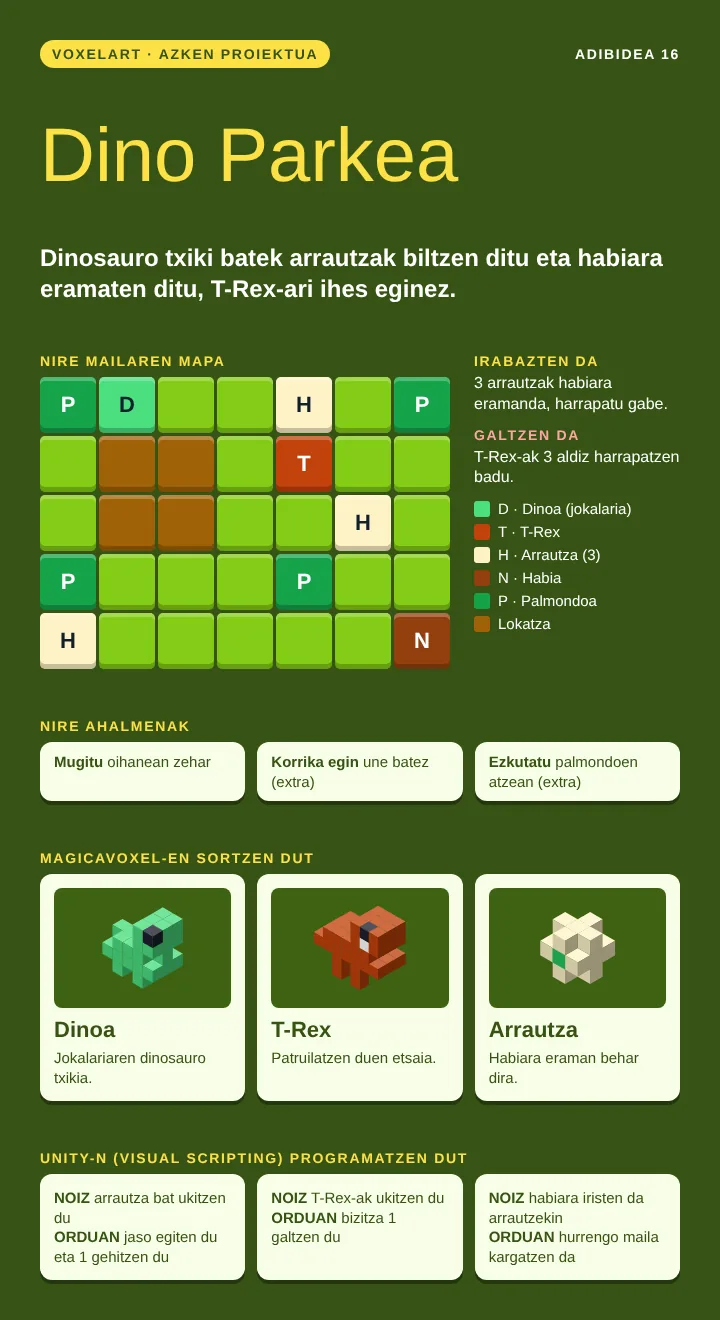 VOXELART · AZKEN PROIEKTUA
ADIBIDEA 16
Dino Parkea
Dinosauro txiki batek arrautzak biltzen ditu eta habiara
eramaten ditu, T-Rex-ari ihes eginez.
NIRE MAILAREN MAPA
P D H P
T
H
P P
H N
IRABAZTEN DA
3 arrautzak habiara
eramanda, harrapatu gabe.
GALTZEN DA
T-Rex-ak 3 aldiz harrapatzen
badu.
D · Dinoa (jokalaria)
T · T-Rex
H · Arrautza (3)
N · Habia
P · Palmondoa
Lokatza
NIRE AHALMENAK
Mugitu oihanean zehar
Korrika egin une batez
(extra)
Ezkutatu palmondoen
atzean (extra)
MAGICAVOXEL-EN SORTZEN DUT
Dinoa
Jokalariaren dinosauro
txikia.
T-Rex
Patruilatzen duen etsaia.
Arrautza
Habiara eraman behar
dira.
UNITY-N (VISUAL SCRIPTING) PROGRAMATZEN DUT
NOIZ arrautza bat ukitzen
du
ORDUAN jaso egiten du
eta 1 gehitzen du
NOIZ T-Rex-ak ukitzen du
ORDUAN bizitza 1
galtzen du
NOIZ habiara iristen da
arrautzekin
ORDUAN hurrengo maila
kargatzen da